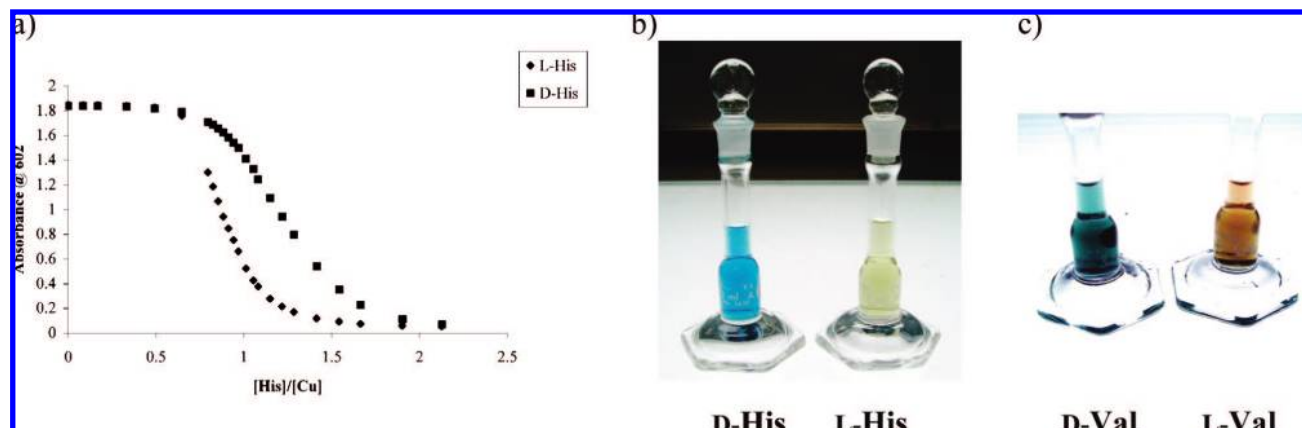 a)
L-His
D-His
2
1.8
1.6
1.4
1.2
1
0.8
0.6
0.4
0.2
0
Absorbance @ 602
0 0.5 1 1.5 2 2.5
[His]/[Cu]
b)
D-His L-His
c)
D-Val L-Val